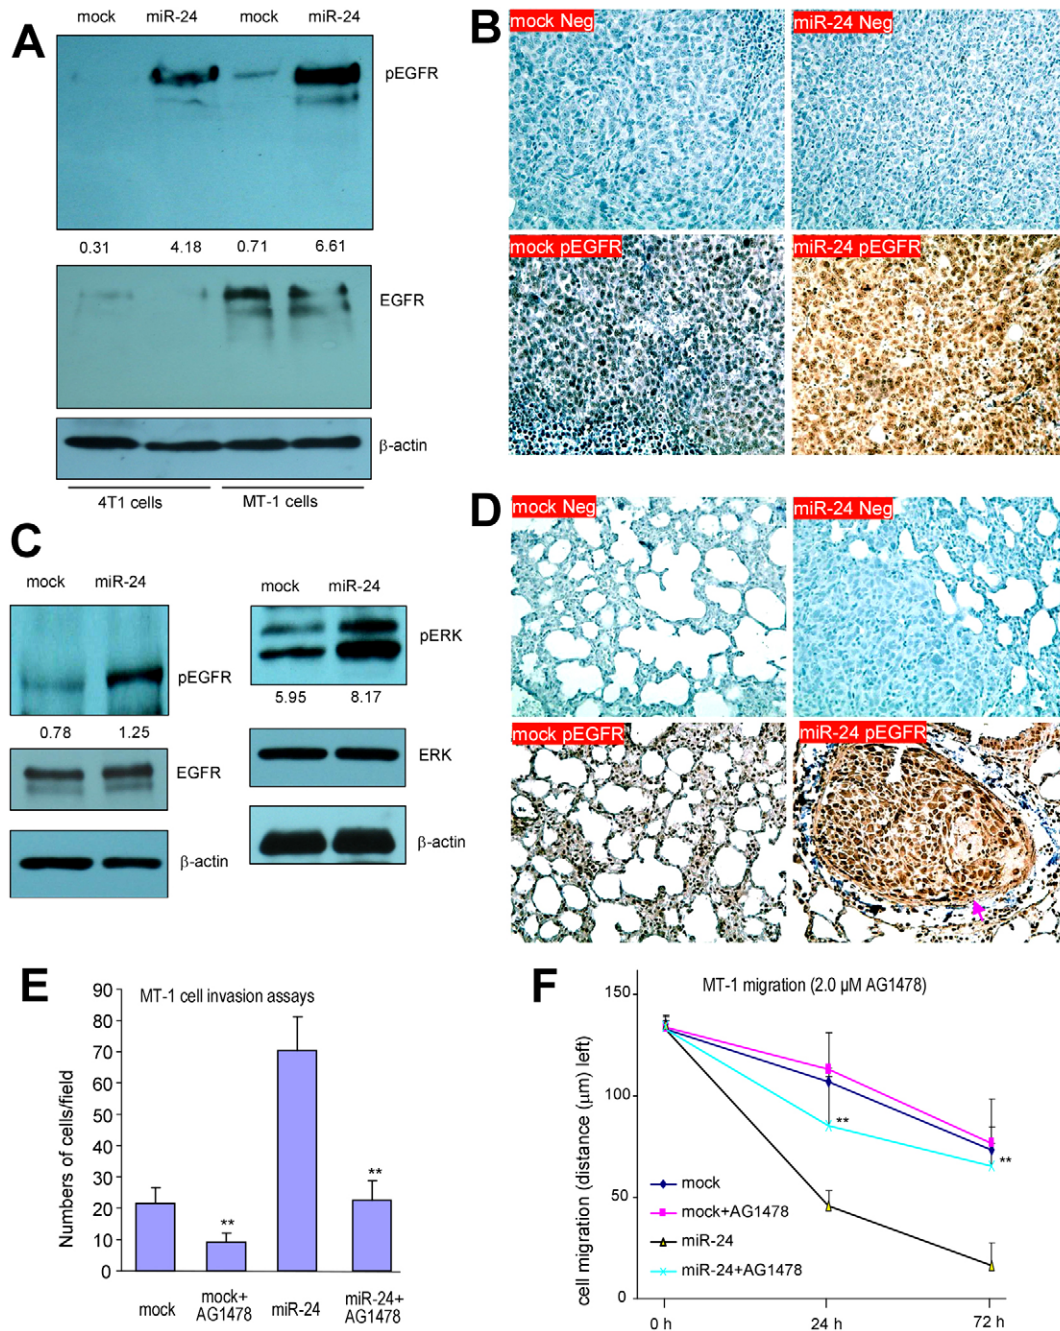 A
mock miR-24 mock miR-24
pEGFR
0.31 4.18 0.71 6.61
EGFR
β-actin
4T1 cells MT-1 cells
B
mock Neg
miR-24 Neg
mock pEGFR
miR-24 pEGFR
C
mock miR-24
pEGFR
0.78 1.25
EGFR
β-actin
mock miR-24
pERK
5.95 8.17
ERK
β-actin
D
mock Neg
miR-24 Neg
mock pEGFR
miR-24 pEGFR
E
MT-1 cell invasion assays
Numbers of cells/field
90
80
70
60
50
40
30
20
10
0
**
**
mock
mock+
AG1478
miR-24
miR-24+
AG1478
F
MT-1 migration (2.0 μM AG1478)
cell migration (distance (μm) left)
150
100
50
0
**
**
mock
mock+AG1478
miR-24
miR-24+AG1478
0 h 24 h 72 h